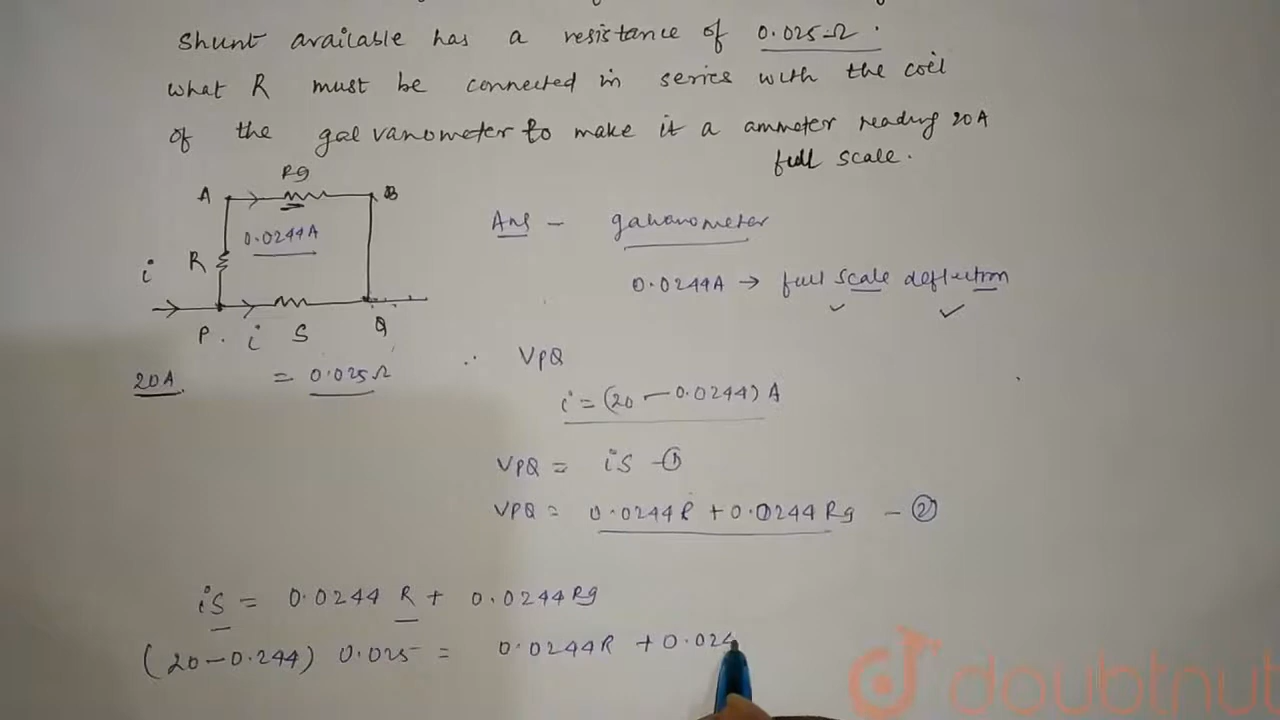 shunt available has a resistance of 0.025Ω.
what R must be connected in series with the coil
of the galvanometer to make it a ammeter reading 20A
full scale.
Rg
A
B
0.0244A
R
i
P.
i
S
Q
20A.
= 0.025Ω
Ans - galvanometer
0.0244A → full scale deflection
∴ VPQ
i = (20 - 0.0244) A
VPQ = iS - ①
VPQ = 0.0244R + 0.0244 Rg - ②
iS = 0.0244 R + 0.0244Rg
(20 - 0.244) 0.025 = 0.0244R + 0.024
doubtnut